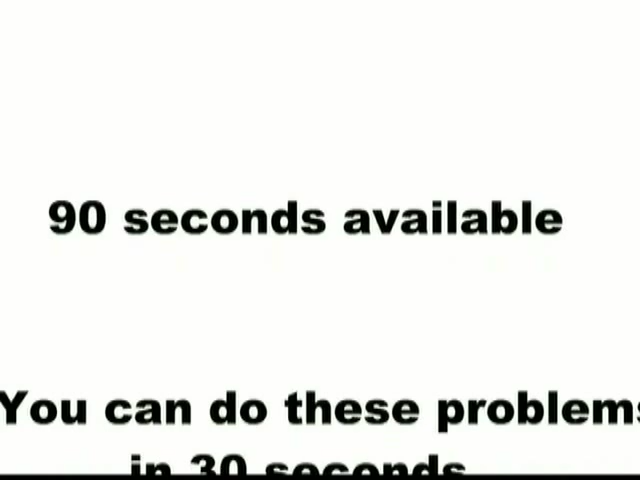 90 seconds available
You can do these problems
in 30 seconds